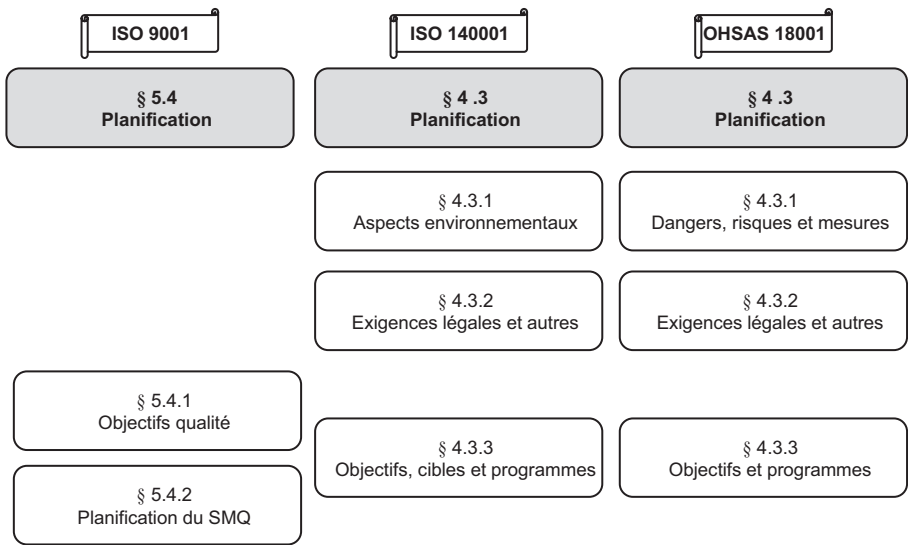 ISO 9001
ISO 140001
OHSAS 18001
§ 5.4
Planification
§ 4 .3
Planification
§ 4 .3
Planification
§ 4.3.1
Aspects environnementaux
§ 4.3.1
Dangers, risques et mesures
§ 4.3.2
Exigences légales et autres
§ 4.3.2
Exigences légales et autres
§ 5.4.1
Objectifs qualité
§ 4.3.3
Objectifs, cibles et programmes
§ 4.3.3
Objectifs et programmes
§ 5.4.2
Planification du SMQ